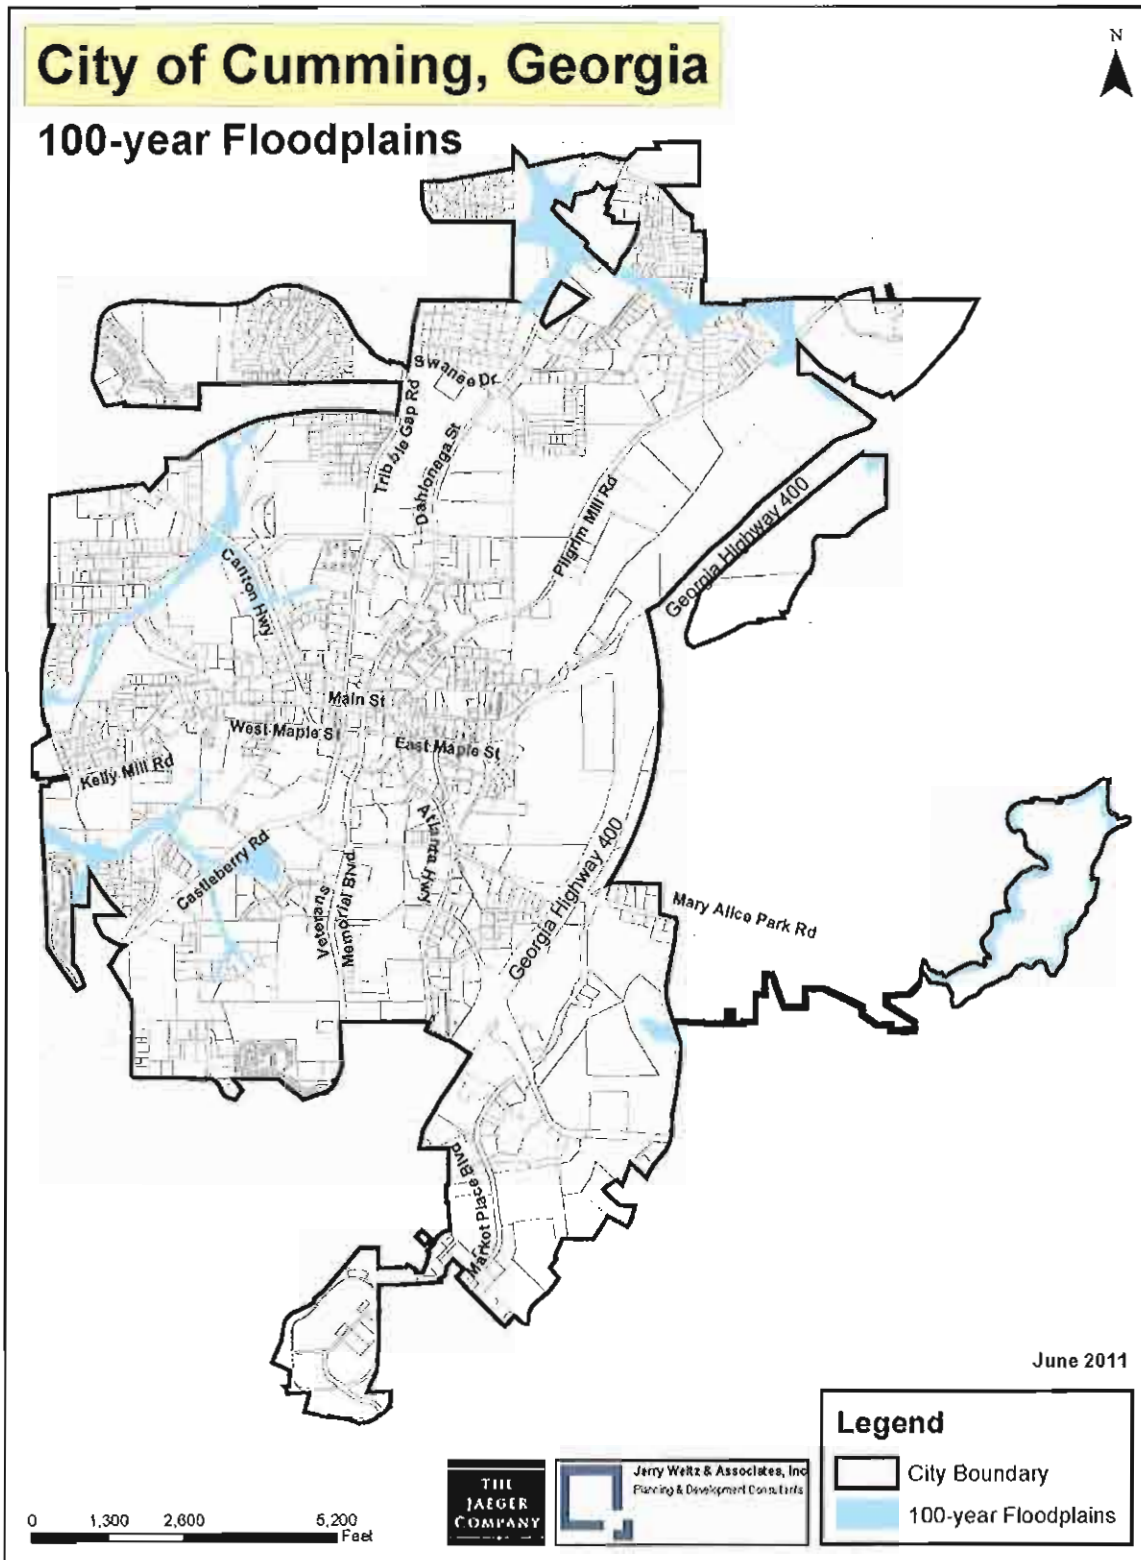 N
City of Cumming, Georgia
100-year Floodplains
Swanee Dr
Tribble Gap Rd
Dahlonega St
Pilgrim Mill Rd
Georgia Highway 400
Canton Hwy
Main St
West Maple St
East Maple St
Kelly Mill Rd
Castleberry Rd
Atlanta Hwy
Veterans
Memorial Blvd
Georgia Highway 400
Mary Alice Park Rd
Market Place Blvd
June 2011
Legend
City Boundary
100-year Floodplains
THE
JAEGER
COMPANY
Jerry Weitz & Associates, Inc
Planning & Development Consultants
0 1,300 2,600 5,200
Feet